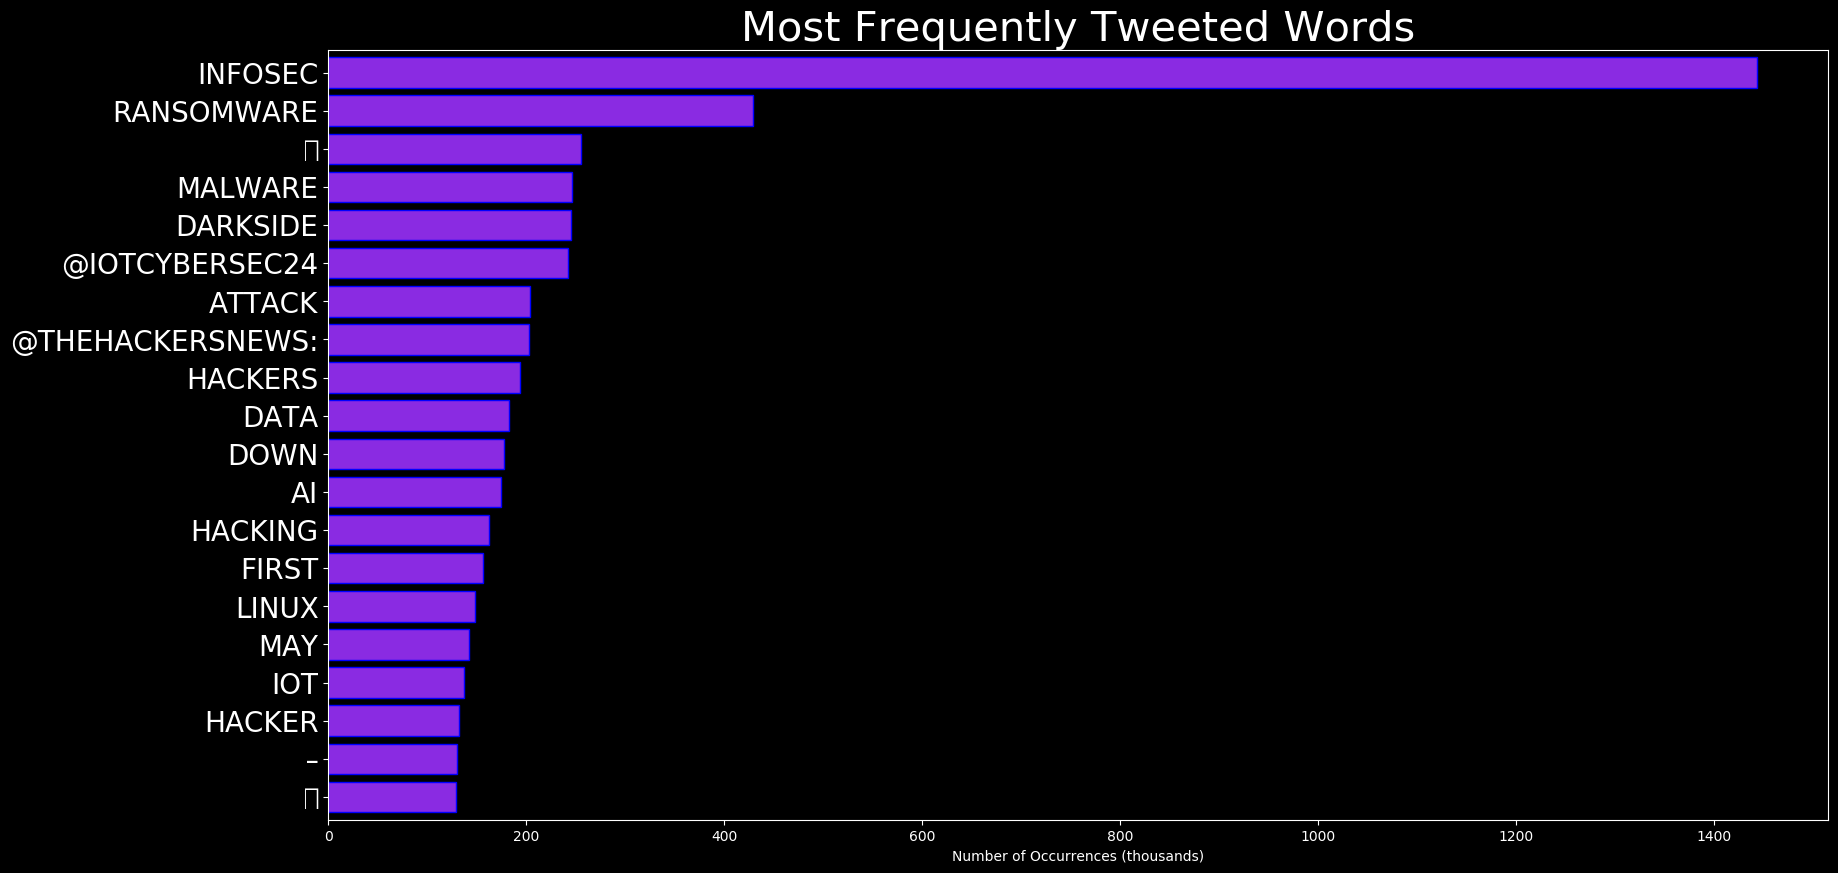 Most Frequently Tweeted Words
INFOSEC
RANSOMWARE
MALWARE
DARKSIDE
@IOTCYBERSEC24
ATTACK
@THEHACKERSNEWS:
HACKERS
DATA
DOWN
AI
HACKING
FIRST
LINUX
MAY
IOT
HACKER
–
0 200 400 600 800 1000 1200 1400
Number of Occurrences (thousands)